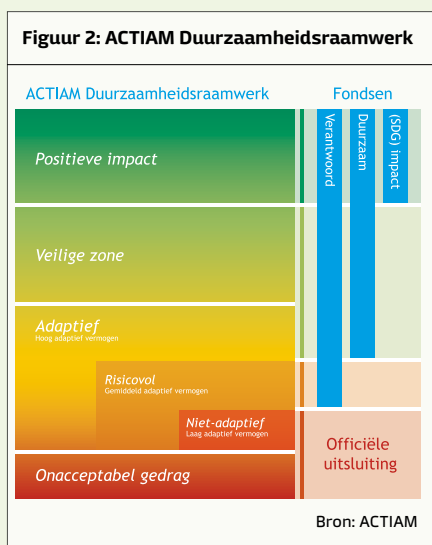 Figuur 2: ACTIAM Duurzaamheidsraamwerk
ACTIAM Duurzaamheidsraamwerk
Fondsen
Positieve impact
Verantwoord
Duurzaam
(SDG) impact
Veilige zone
Adaptief
Hoog adaptief vermogen
Risicovol
Gemiddeld adaptief vermogen
Niet-adaptief
Laag adaptief vermogen
Officiële
uitsluiting
Onacceptabel gedrag
Bron: ACTIAM